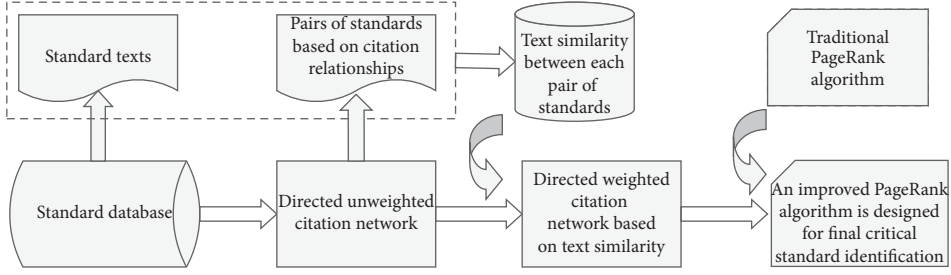 Standard texts
Pairs of standards
based on citation
relationships
Text similarity
between each
pair of
standards
Traditional
PageRank
algorithm
Standard database
Directed unweighted
citation network
Directed weighted
citation
network based
on text similarity
An improved PageRank
algorithm is designed
for final critical
standard identification